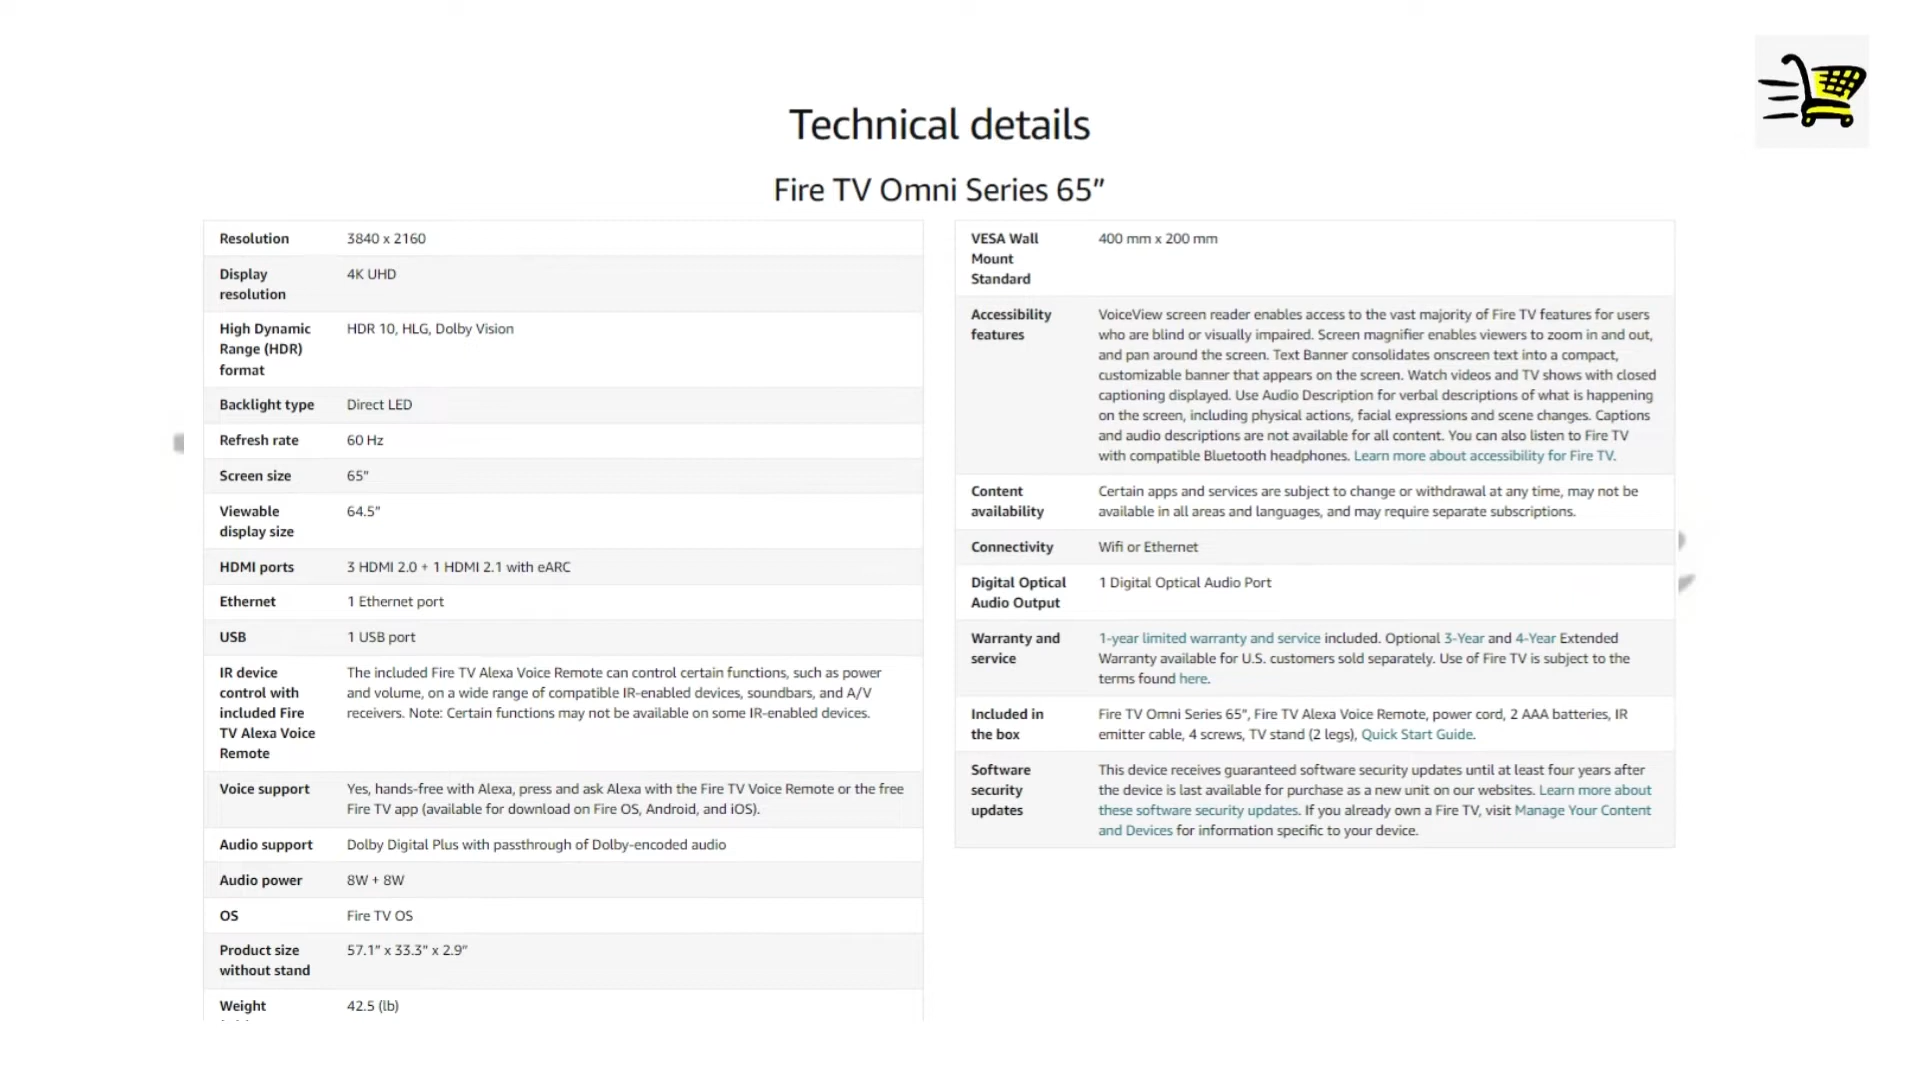 Technical details
Fire TV Omni Series 65”
Resolution 3840 x 2160
Display 4K UHD
resolution
High Dynamic HDR 10, HLG, Dolby Vision
Range (HDR)
format
Backlight type Direct LED
Refresh rate 60 Hz
Screen size 65”
Viewable 64.5”
display size
HDMI ports 3 HDMI 2.0 + 1 HDMI 2.1 with eARC
Ethernet 1 Ethernet port
USB 1 USB port
IR device The included Fire TV Alexa Voice Remote can control certain functions, such as power
control with and volume, on a wide range of compatible IR-enabled devices, soundbars, and A/V
included Fire receivers. Note: Certain functions may not be available on some IR-enabled devices.
TV Alexa Voice
Remote
Voice support Yes, hands-free with Alexa, press and ask Alexa with the Fire TV Voice Remote or the free
Fire TV app (available for download on Fire OS, Android, and iOS).
Audio support Dolby Digital Plus with passthrough of Dolby-encoded audio
Audio power 8W + 8W
OS Fire TV OS
Product size 57.1” x 33.3” x 2.9”
without stand
Weight 42.5 (lb)
VESA Wall 400 mm x 200 mm
Mount
Standard
Accessibility VoiceView screen reader enables access to the vast majority of Fire TV features for users
features who are blind or visually impaired. Screen magnifier enables viewers to zoom in and out,
and pan around the screen. Text Banner consolidates onscreen text into a compact,
customizable banner that appears on the screen. Watch videos and TV shows with closed
captioning displayed. Use Audio Description for verbal descriptions of what is happening
on the screen, including physical actions, facial expressions and scene changes. Captions
and audio descriptions are not available for all content. You can also listen to Fire TV
with compatible Bluetooth headphones. Learn more about accessibility for Fire TV.
Content Certain apps and services are subject to change or withdrawal at any time, may not be
availability available in all areas and languages, and may require separate subscriptions.
Connectivity Wifi or Ethernet
Digital Optical 1 Digital Optical Audio Port
Audio Output
Warranty and 1-year limited warranty and service included. Optional 3-Year and 4-Year Extended
service Warranty available for U.S. customers sold separately. Use of Fire TV is subject to the
terms found here.
Included in Fire TV Omni Series 65”, Fire TV Alexa Voice Remote, power cord, 2 AAA batteries, IR
the box emitter cable, 4 screws, TV stand (2 legs), Quick Start Guide.
Software This device receives guaranteed software security updates until at least four years after
security the device is last available for purchase as a new unit on our websites. Learn more about
updates these software security updates. If you already own a Fire TV, visit Manage Your Content
and Devices for information specific to your device.